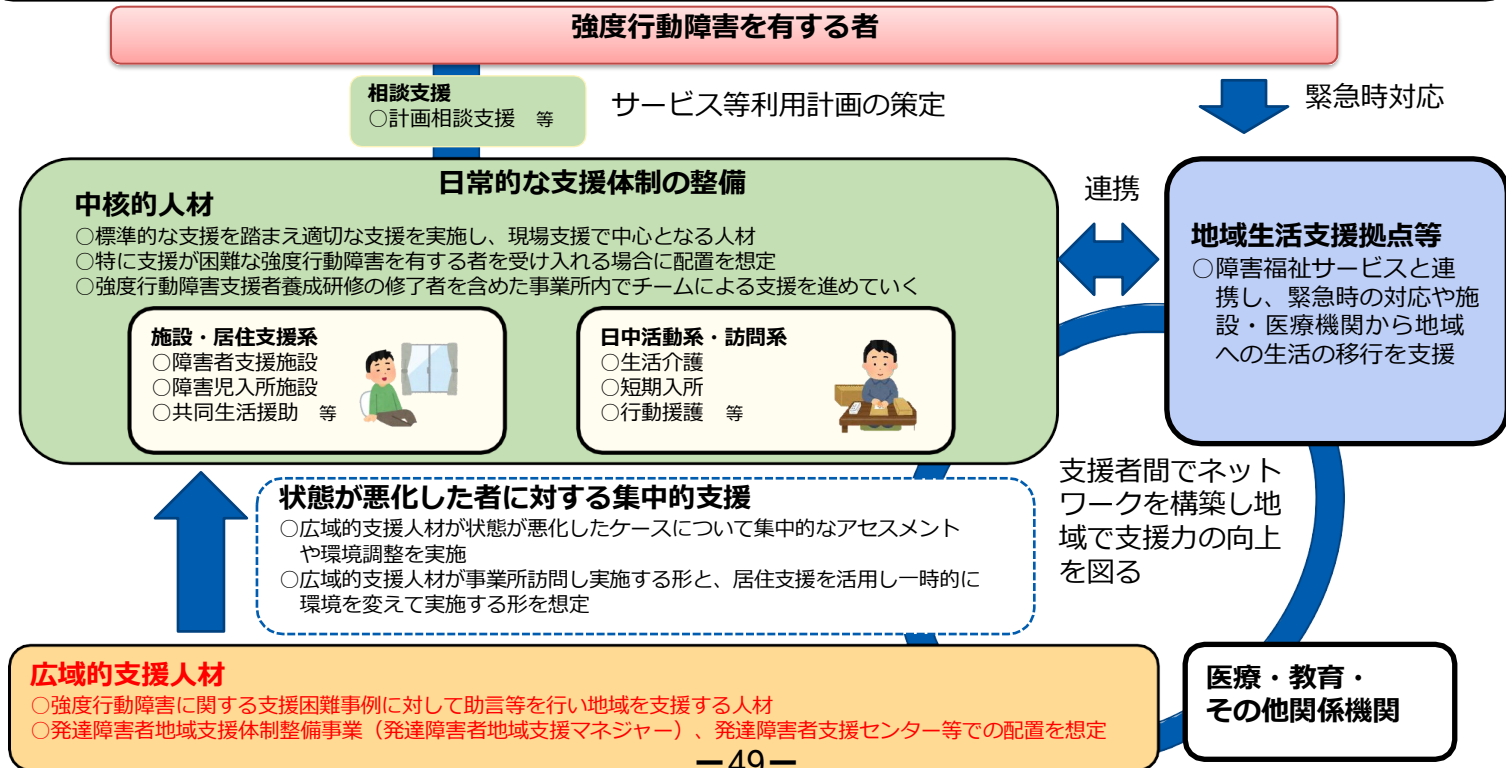 強度行動障害を有する者
相談支援
○計画相談支援　等
サービス等利用計画の策定
緊急時対応
日常的な支援体制の整備
中核的人材
○標準的な支援を踏まえ適切な支援を実施し、現場支援で中心となる人材
○特に支援が困難な強度行動障害を有する者を受け入れる場合に配置を想定
○強度行動障害支援者養成研修の修了者を含めた事業所内でチームによる支援を進めていく
施設・居住支援系
○障害者支援施設
○障害児入所施設
○共同生活援助　等
日中活動系・訪問系
○生活介護
○短期入所
○行動援護　等
連携
地域生活支援拠点等
○障害福祉サービスと連
携し、緊急時の対応や施
設・医療機関から地域
への生活の移行を支援
状態が悪化した者に対する集中的支援
○広域的支援人材が状態が悪化したケースについて集中的なアセスメント
や環境調整を実施
○広域的支援人材が事業所訪問し実施する形と、居住支援を活用し一時的に
環境を変えて実施する形を想定
支援者間でネット
ワークを構築し地
域で支援力の向上
を図る
広域的支援人材
○強度行動障害に関する支援困難事例に対して助言等を行い地域を支援する人材
○発達障害者地域支援体制整備事業（発達障害者地域支援マネジャー）、発達障害者支援センター等での配置を想定
医療・教育・
その他関係機関
－49－